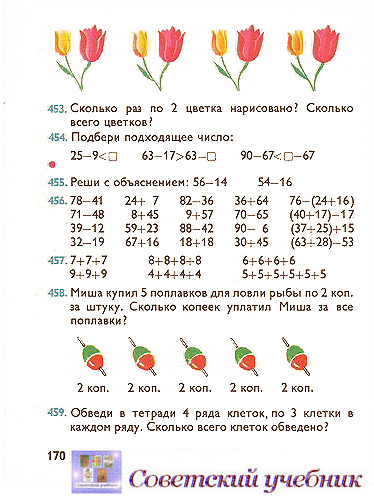 453. Сколько раз по 2 цветка нарисовано? Сколько
всего цветков?
454. Подбери подходящее число:
25−9<□ 63−17>63−□ 90−67<□−67
455. Реши с объяснением: 56−14 54−16
456. 78−41 24+ 7 82−36 36+64 76−(24+16)
71−48 8+45 9+57 70−65 (40+17)−17
39−12 59+23 88−42 90− 6 (37+25)+15
32−19 67+16 18+18 30+45 (63+28)−53
457. 7+7+7 8+8+8+8 6+6+6+6
9+9+9 4+4+4+4 5+5+5+5+5+5
458. Миша купил 5 поплавков для ловли рыбы по 2 коп.
за штуку. Сколько копеек уплатил Миша за все
поплавки?
2 коп. 2 коп. 2 коп. 2 коп. 2 коп.
459. Обведи в тетради 4 ряда клеток, по 3 клетки в
каждом ряду. Сколько всего клеток обведено?
170
Советский учебник
Советский учебник